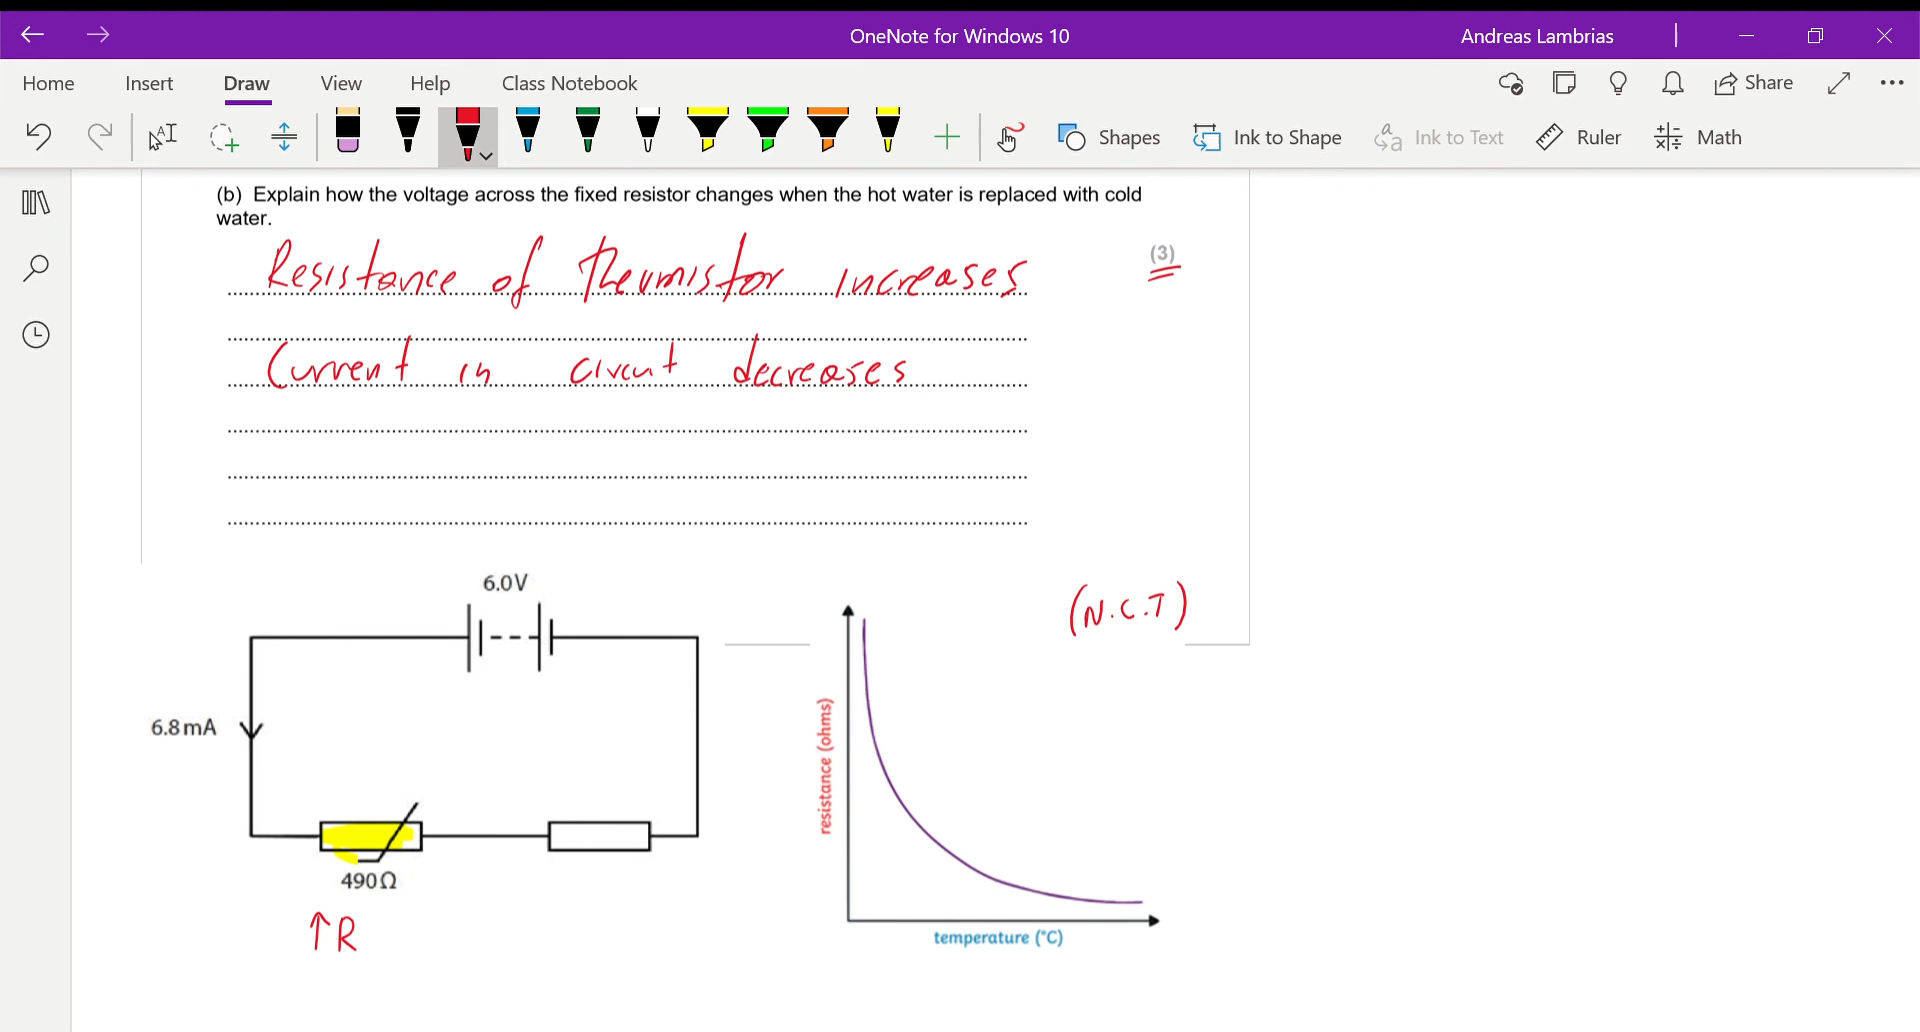 OneNote for Windows 10
Andreas Lambrias
Home Insert Draw View Help Class Notebook
Share
Shapes Ink to Shape Ink to Text Ruler Math
(b) Explain how the voltage across the fixed resistor changes when the hot water is replaced with cold
water.
(3)
Resistance of thermistor increases
Current in circuit decreases
6.0V
(N.C.T)
6.8mA
resistance (ohms)
490Ω
↑R
temperature (°C)